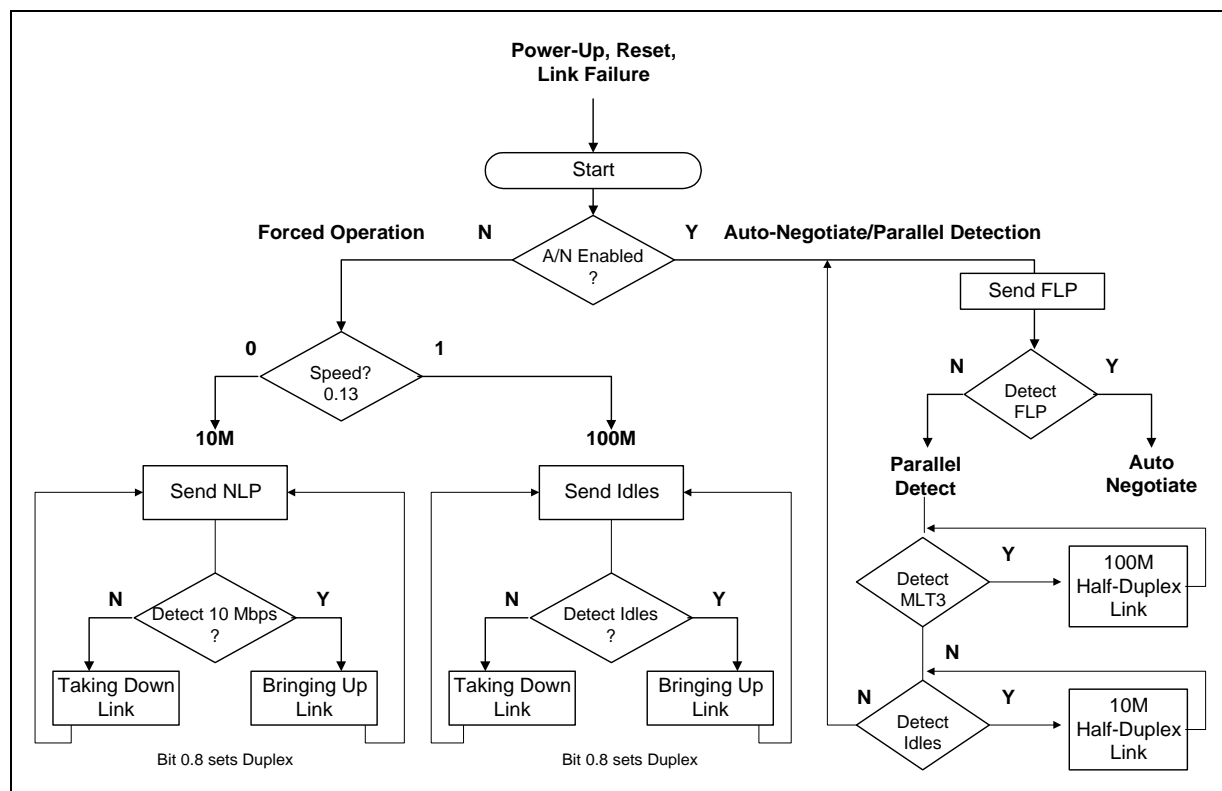 Power-Up, Reset,
Link Failure
Start
Forced Operation
N
Y
Auto-Negotiate/Parallel Detection
A/N Enabled
?
Send FLP
0
1
Speed?
0.13
N
Y
Detect
FLP
10M
100M
Parallel
Detect
Auto
Negotiate
Send NLP
Send Idles
N
Detect 10 Mbps
?
Y
N
Detect Idles
?
Y
Detect
MLT3
Y
100M
Half-Duplex
Link
N
Taking Down
Link
Bringing Up
Link
Taking Down
Link
Bringing Up
Link
N
Detect
Idles
Y
10M
Half-Duplex
Link
Bit 0.8 sets Duplex
Bit 0.8 sets Duplex